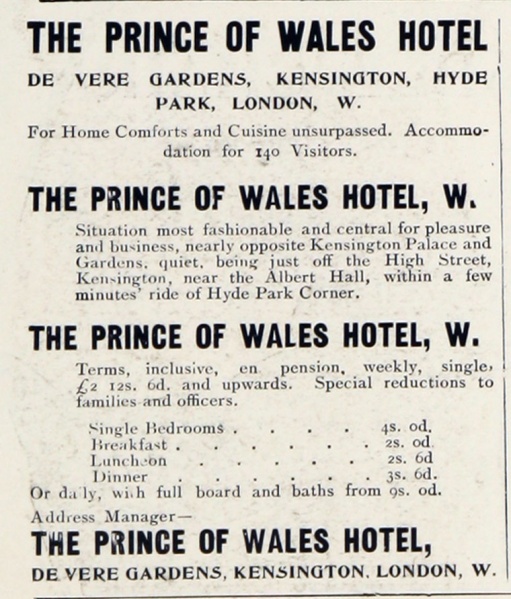 THE PRINCE OF WALES HOTEL
DE VERE GARDENS, KENSINGTON, HYDE
PARK, LONDON, W.
For Home Comforts and Cuisine unsurpassed. Accommo-
dation for 140 Visitors.
THE PRINCE OF WALES HOTEL, W.
Situation most fashionable and central for pleasure
and business, nearly opposite Kensington Palace and
Gardens, quiet, being just off the High Street,
Kensington, near the Albert Hall, within a few
minutes' ride of Hyde Park Corner.
THE PRINCE OF WALES HOTEL, W.
Terms, inclusive, en pension, weekly, single,
£2 12s. 6d. and upwards. Special reductions to
families and officers.
Single Bedrooms . . . . 4s. 0d.
Breakfast . . . . . . 2s. 0d
Luncheon . . . . . 2s. 6d
Dinner . . . . . . 3s. 6d.
Or daily, with full board and baths from 9s. 0d.
Address Manager—
THE PRINCE OF WALES HOTEL,
DE VERE GARDENS, KENSINGTON, LONDON, W.